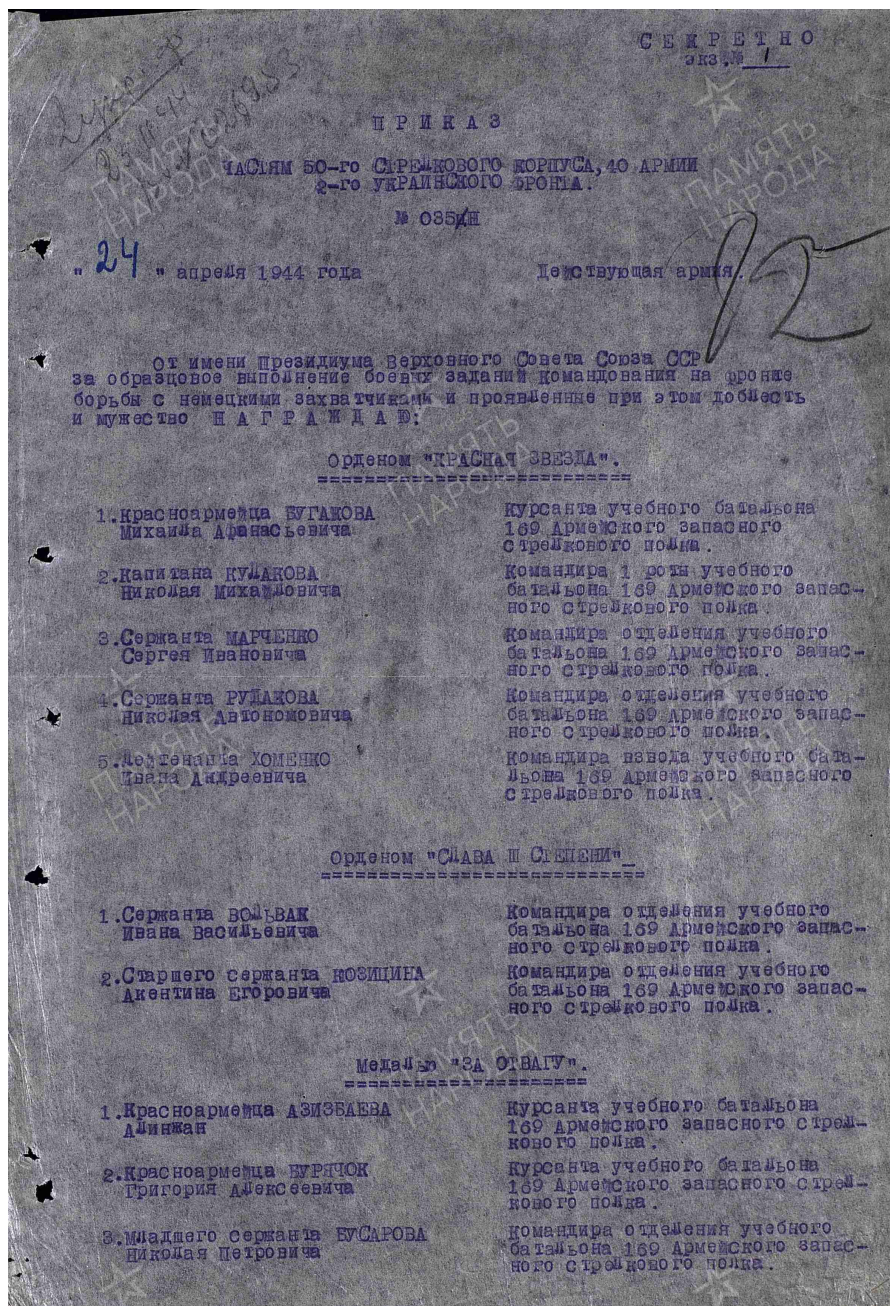 СЕКРЕТНО
экз.№ 1
ПРИКАЗ
ЧАСТЯМ 50-го СТРЕЛКОВОГО КОРПУСА, 40 АРМИИ
2-го УКРАИНСКОГО ФРОНТА.
№ 035/Н
" 24 " апреля 1944 года Действующая армия.
От имени Президиума Верховного Совета Союза ССР
за образцовое выполнение боевых заданий командования на фронте
борьбы с немецкими захватчиками и проявленные при этом доблесть
и мужество НАГРАЖДАЮ:
Орденом "КРАСНАЯ ЗВЕЗДА".
1.Красноармейца БУГАКОВА Курсанта учебного батальона
Михаила Афанасьевича 169 Армейского запасного
стрелкового полка.
2.Капитана КУЛАКОВА Командира 1 роты учебного
Николая Михайловича батальона 169 Армейского запас-
ного стрелкового полка.
3.Сержанта МАРЧЕНКО Командира отделения учебного
Сергея Ивановича батальона 169 Армейского запас-
ного стрелкового полка.
4.Сержанта РУДАКОВА Командира отделения учебного
Николая Автономовича батальона 169 Армейского запас-
ного стрелкового полка.
5.Лейтенанта ХОМЕНКО Командира взвода учебного бата-
Ивана Андреевича льона 169 Армейского запасного
стрелкового полка.
Орденом "СЛАВА III СТЕПЕНИ"
1.Сержанта ВОЛЬВАК Командира отделения учебного
Ивана Васильевича батальона 169 Армейского запас-
ного стрелкового полка.
2.Старшего сержанта КОЗИЦИНА Командира отделения учебного
Акентина Егоровича батальона 169 Армейского запас-
ного стрелкового полка.
Медалью "ЗА ОТВАГУ".
1.Красноармейца АЗИЗБАЕВА Курсанта учебного батальона
Алинжан 169 Армейского запасного стрел-
кового полка.
2.Красноармейца БУРЯЧОК Курсанта учебного батальона
Григория Алексеевича 169 Армейского запасного стрел-
кового полка.
3.Младшего сержанта БУСАРОВА Командира отделения учебного
Николая Петровича батальона 169 Армейского запас-
ного стрелкового полка.
ПАМЯТЬ НАРОДА